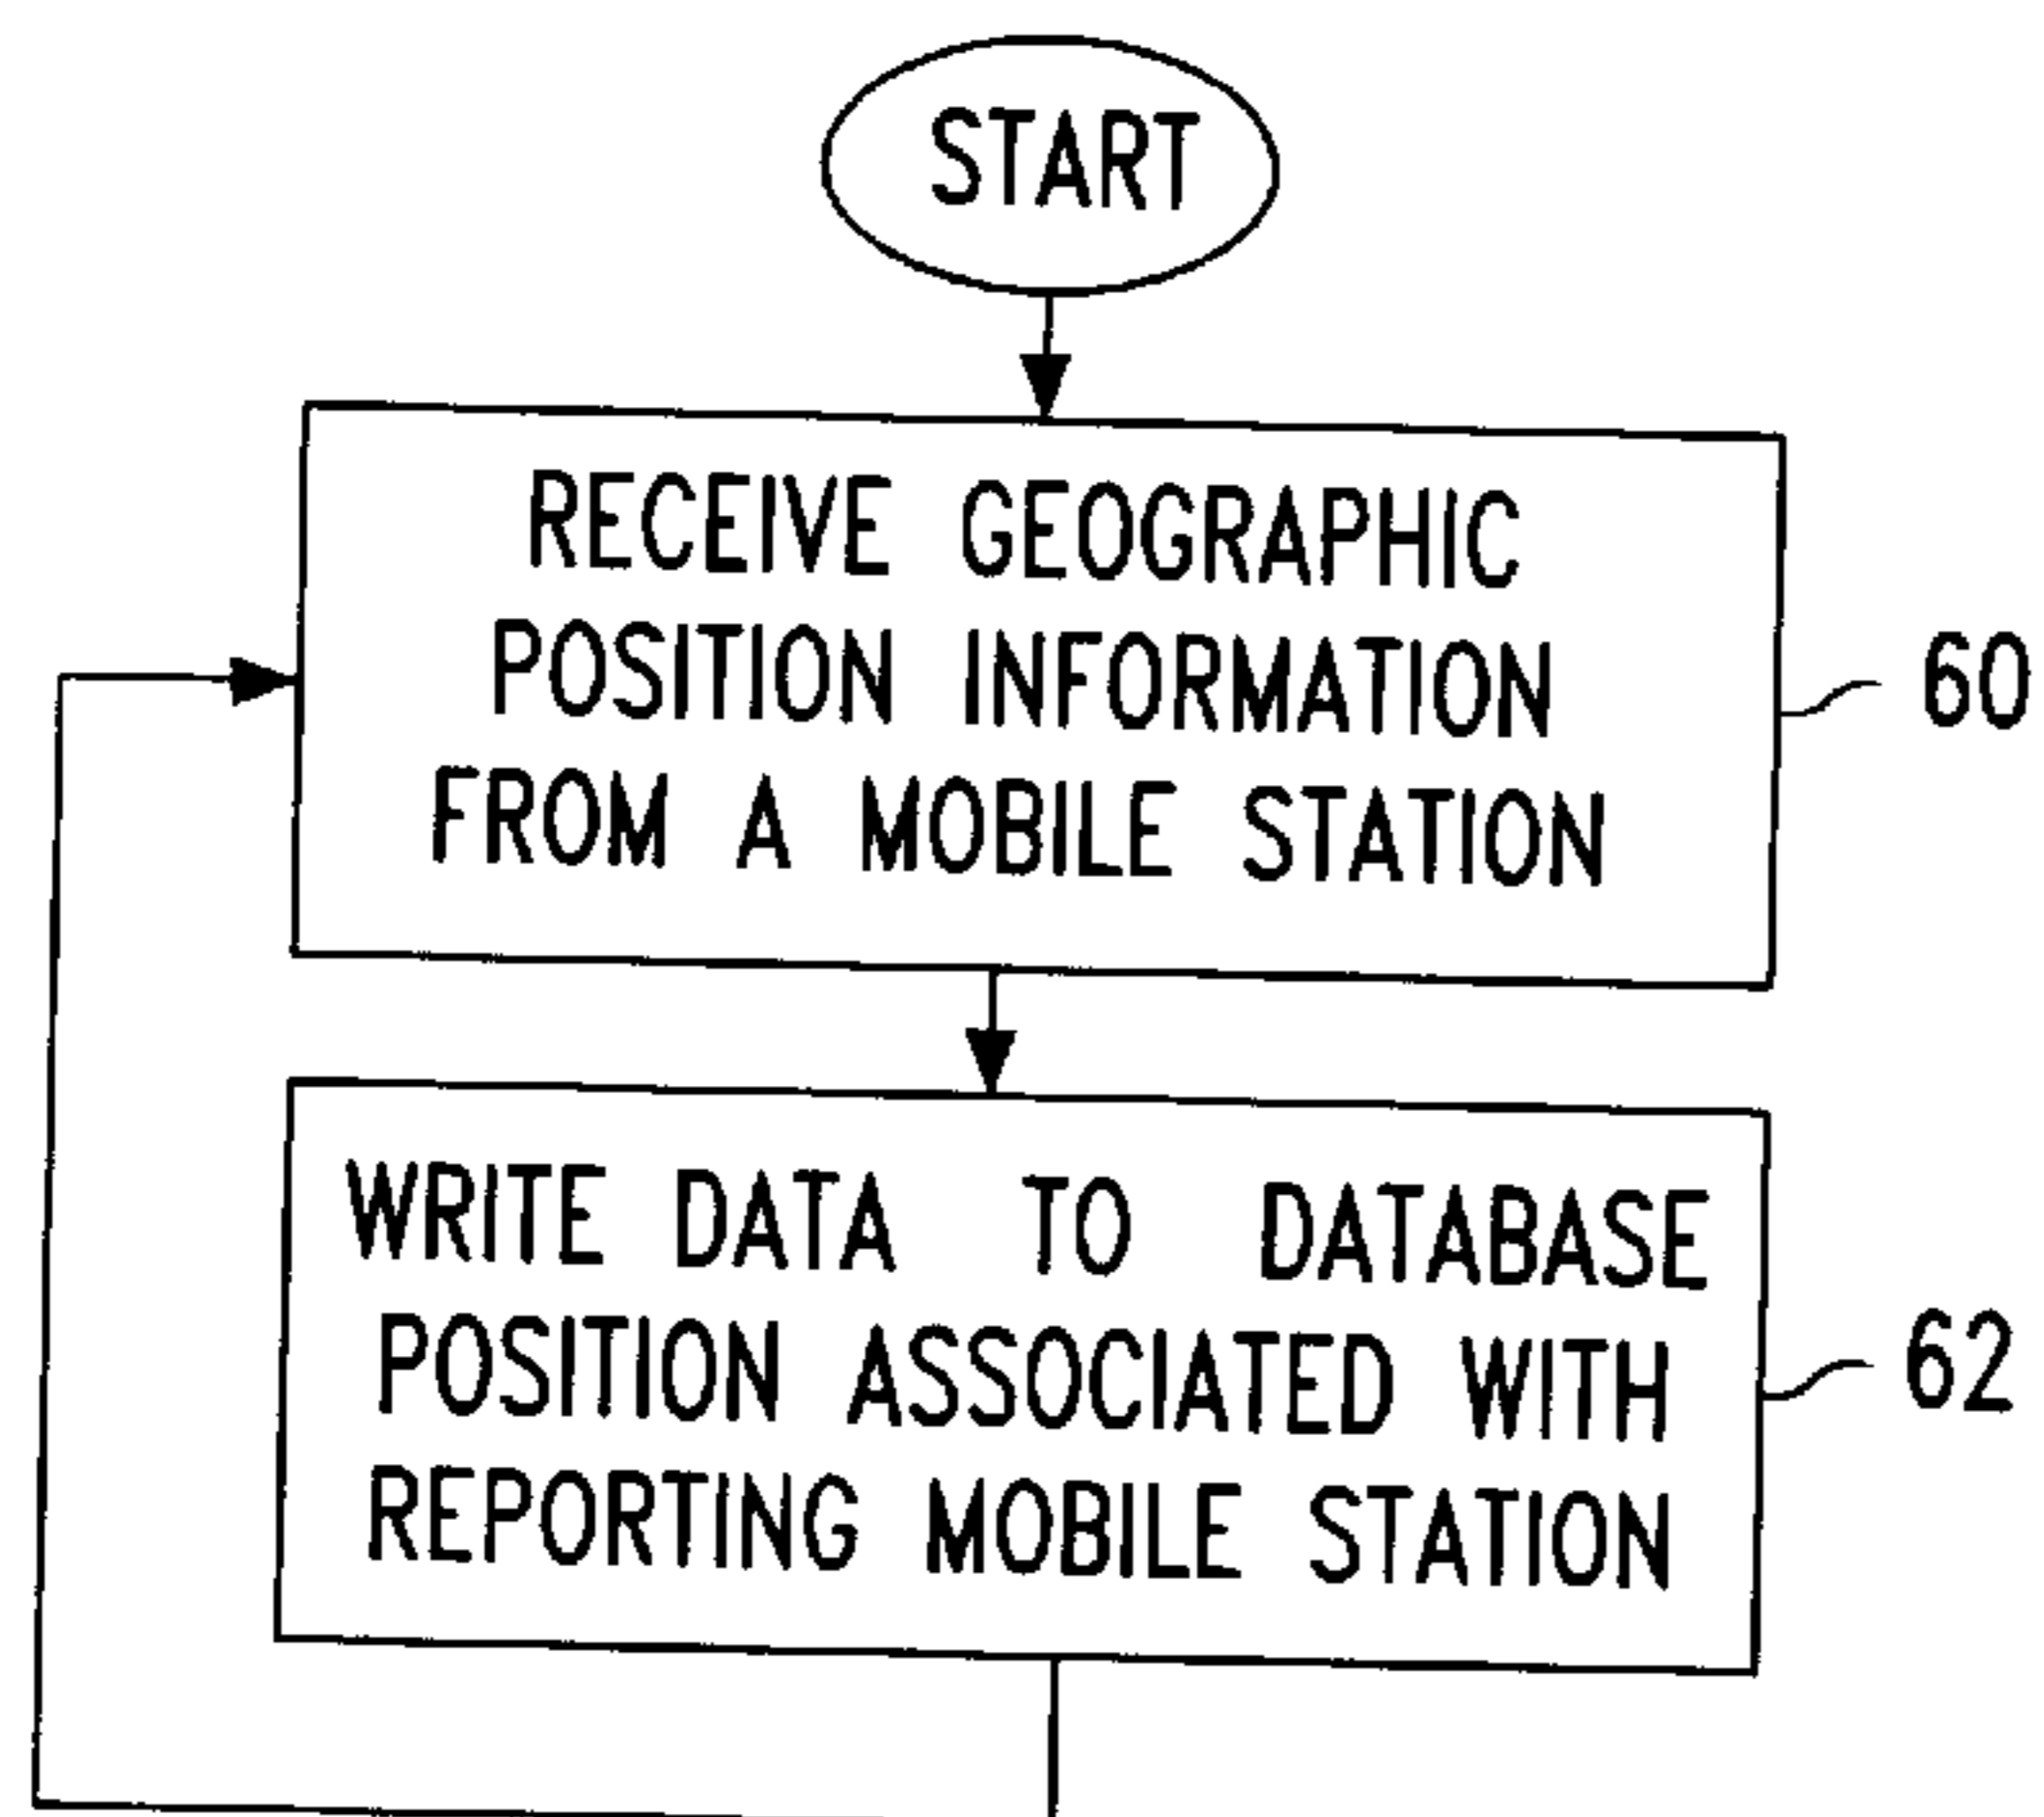 START
RECEIVE GEOGRAPHIC
POSITION INFORMATION
FROM A MOBILE STATION
60
WRITE DATA TO DATABASE
POSITION ASSOCIATED WITH
REPORTING MOBILE STATION
62